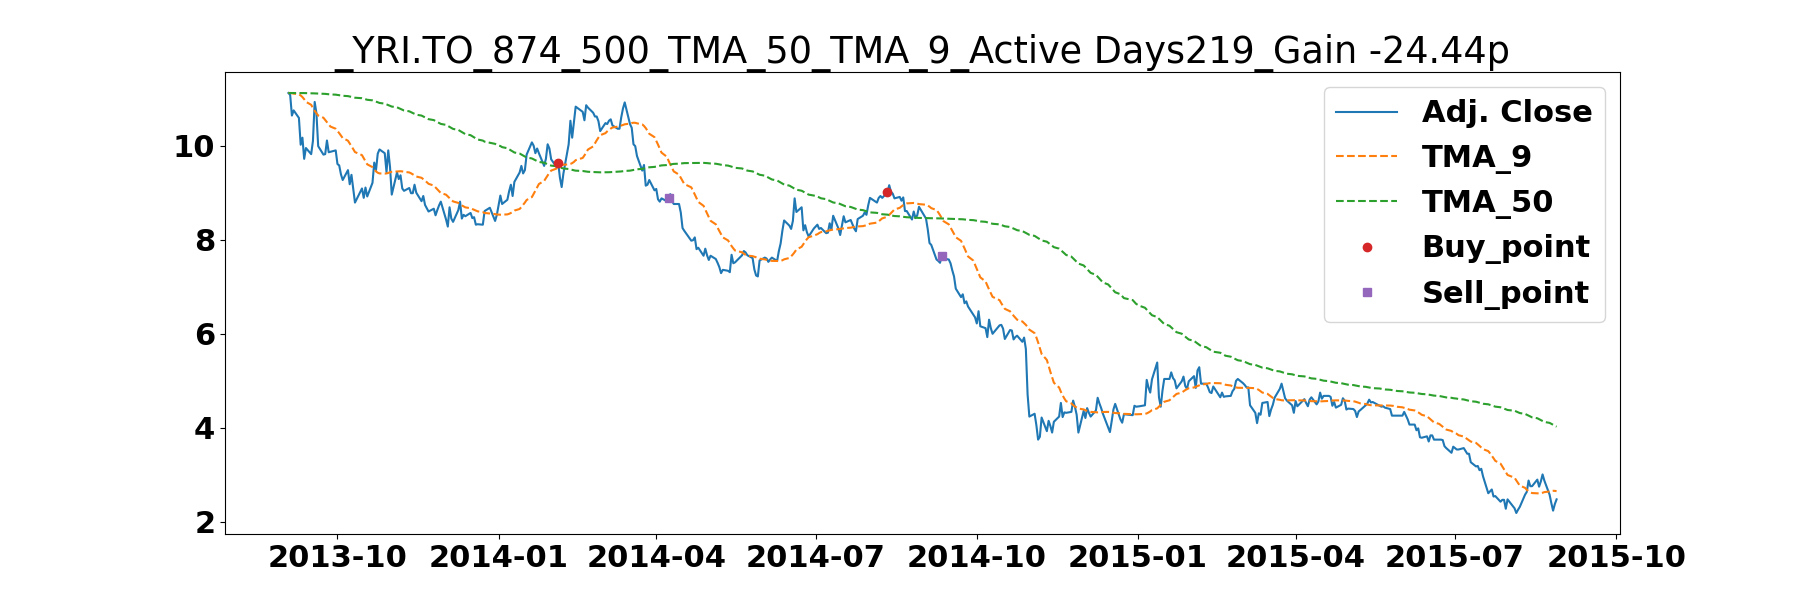 _YRI.TO_874_500_TMA_50_TMA_9_Active Days219_Gain -24.44p
Adj. Close
TMA_9
TMA_50
Buy_point
Sell_point
10
8
6
4
2
2013-10 2014-01 2014-04 2014-07 2014-10 2015-01 2015-04 2015-07 2015-10